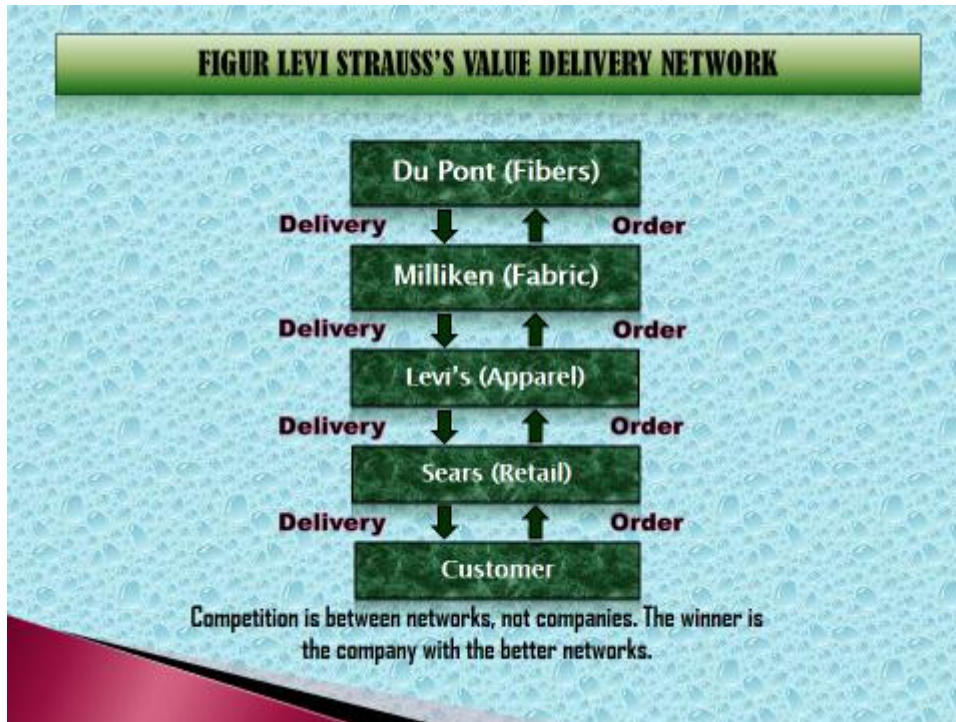 FIGUR LEVI STRAUSS'S VALUE DELIVERY NETWORK
Du Pont (Fibers)
Delivery Order
Milliken (Fabric)
Delivery Order
Levi's (Apparel)
Delivery Order
Sears (Retail)
Delivery Order
Customer
Competition is between networks, not companies. The winner is
the company with the better networks.